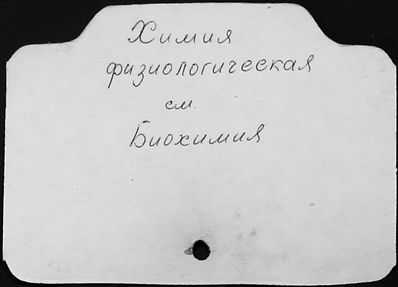 Химия
физиологическая
см.
Биохимия